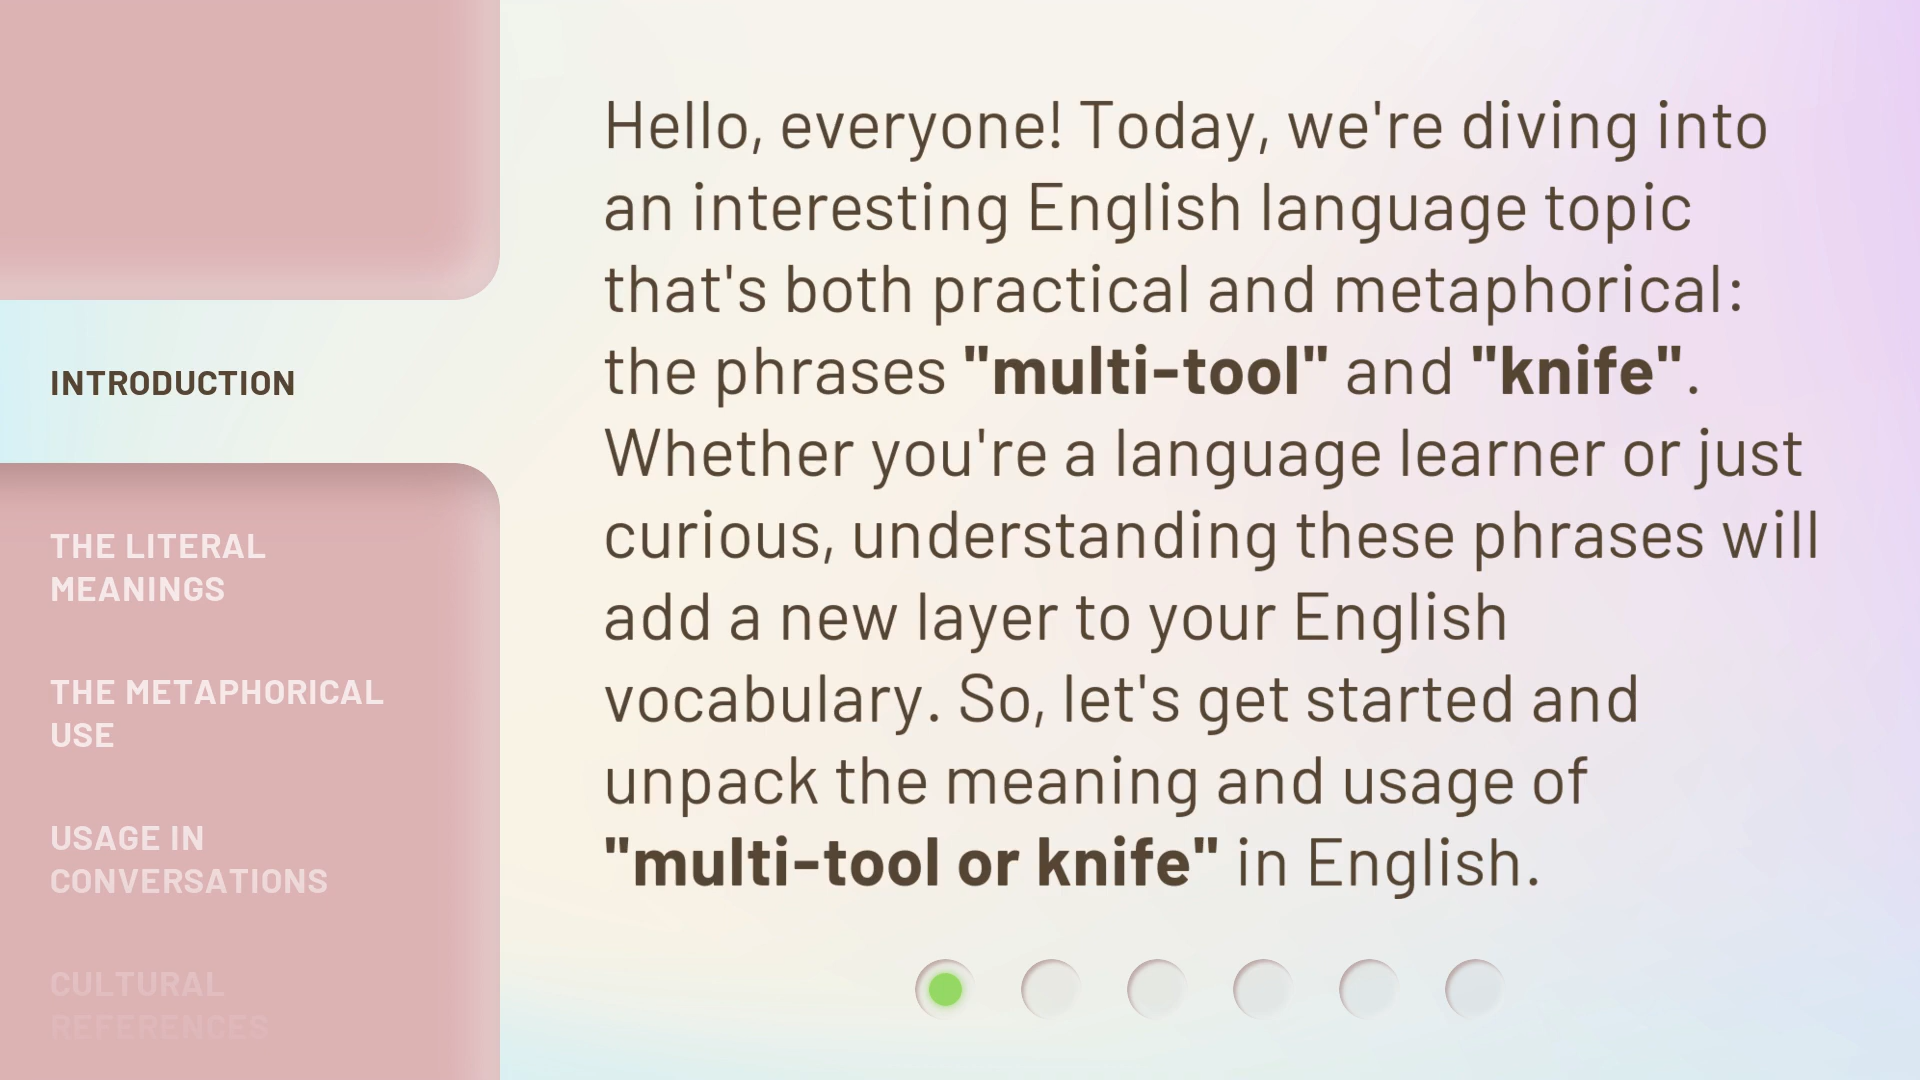 INTRODUCTION
THE LITERAL
MEANINGS
THE METAPHORICAL
USE
USAGE IN
CONVERSATIONS
CULTURAL
REFERENCES
Hello, everyone! Today, we're diving into
an interesting English language topic
that's both practical and metaphorical:
the phrases "multi-tool" and "knife".
Whether you're a language learner or just
curious, understanding these phrases will
add a new layer to your English
vocabulary. So, let's get started and
unpack the meaning and usage of
"multi-tool or knife" in English.